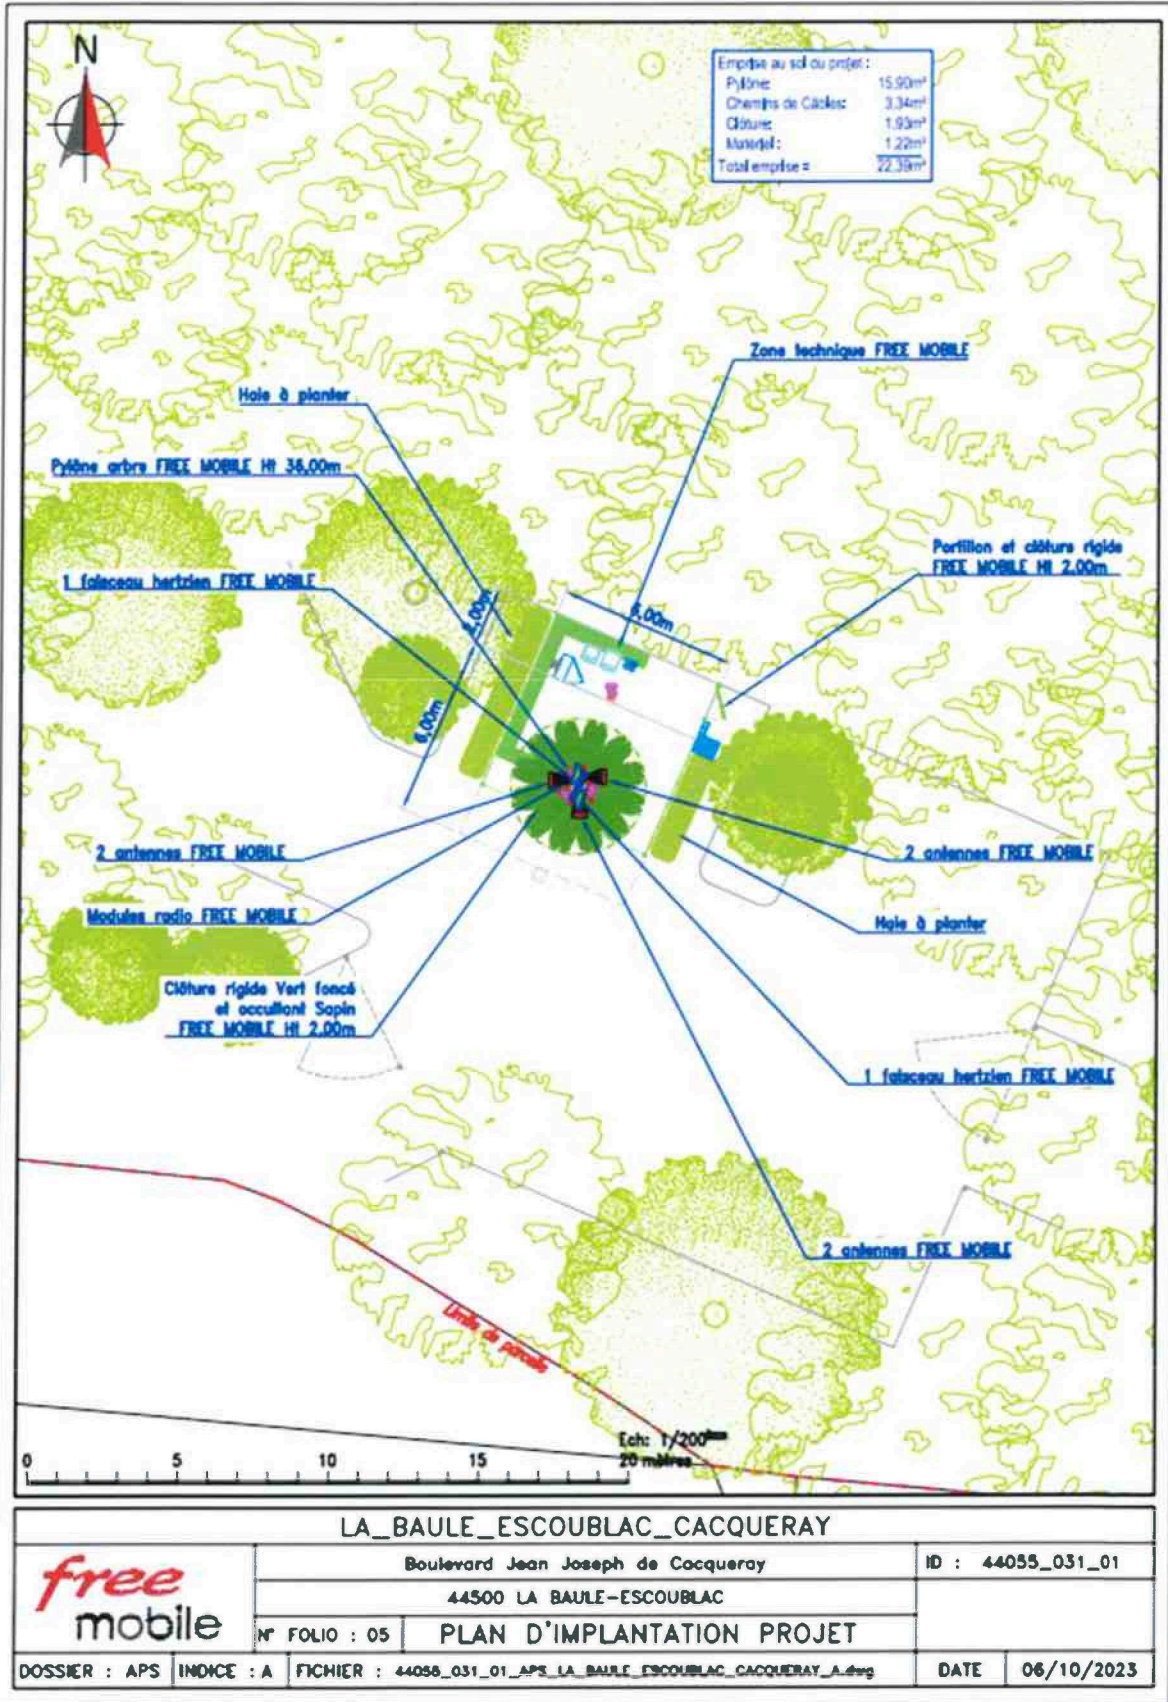 N
Emprise au sol du projet :
Pylône: 15.90m²
Chemins de Câbles: 3.34m²
Clôture: 1.93m²
Matériel : 1.22m²
Total emprise = 22.39m²
Zone technique FREE MOBILE
Haie à planter
Pylône arbre FREE MOBILE Ht 36,00m
Portillon et clôture rigide
FREE MOBILE Ht 2.00m
1 faisceau hertzien FREE MOBILE
6,00m
6,00m
2 antennes FREE MOBILE
2 antennes FREE MOBILE
Modules radio FREE MOBILE
Haie à planter
Clôture rigide Vert foncé
et occultant Sapin
FREE MOBILE Ht 2.00m
1 faisceau hertzien FREE MOBILE
2 antennes FREE MOBILE
Limite de parcelle
Ech: 1/200
0 5 10 15 20 mètres
LA_BAULE_ESCOUBLAC_CACQUERAY
free
mobile
Boulevard Jean Joseph de Cacqueray
ID : 44055_031_01
44500 LA BAULE-ESCOUBLAC
N° FOLIO : 05
PLAN D'IMPLANTATION PROJET
DOSSIER : APS
INDICE : A
FICHIER : 44055_031_01_APS_LA_BAULE_ESCOUBLAC_CACQUERAY_A.dwg
DATE
06/10/2023